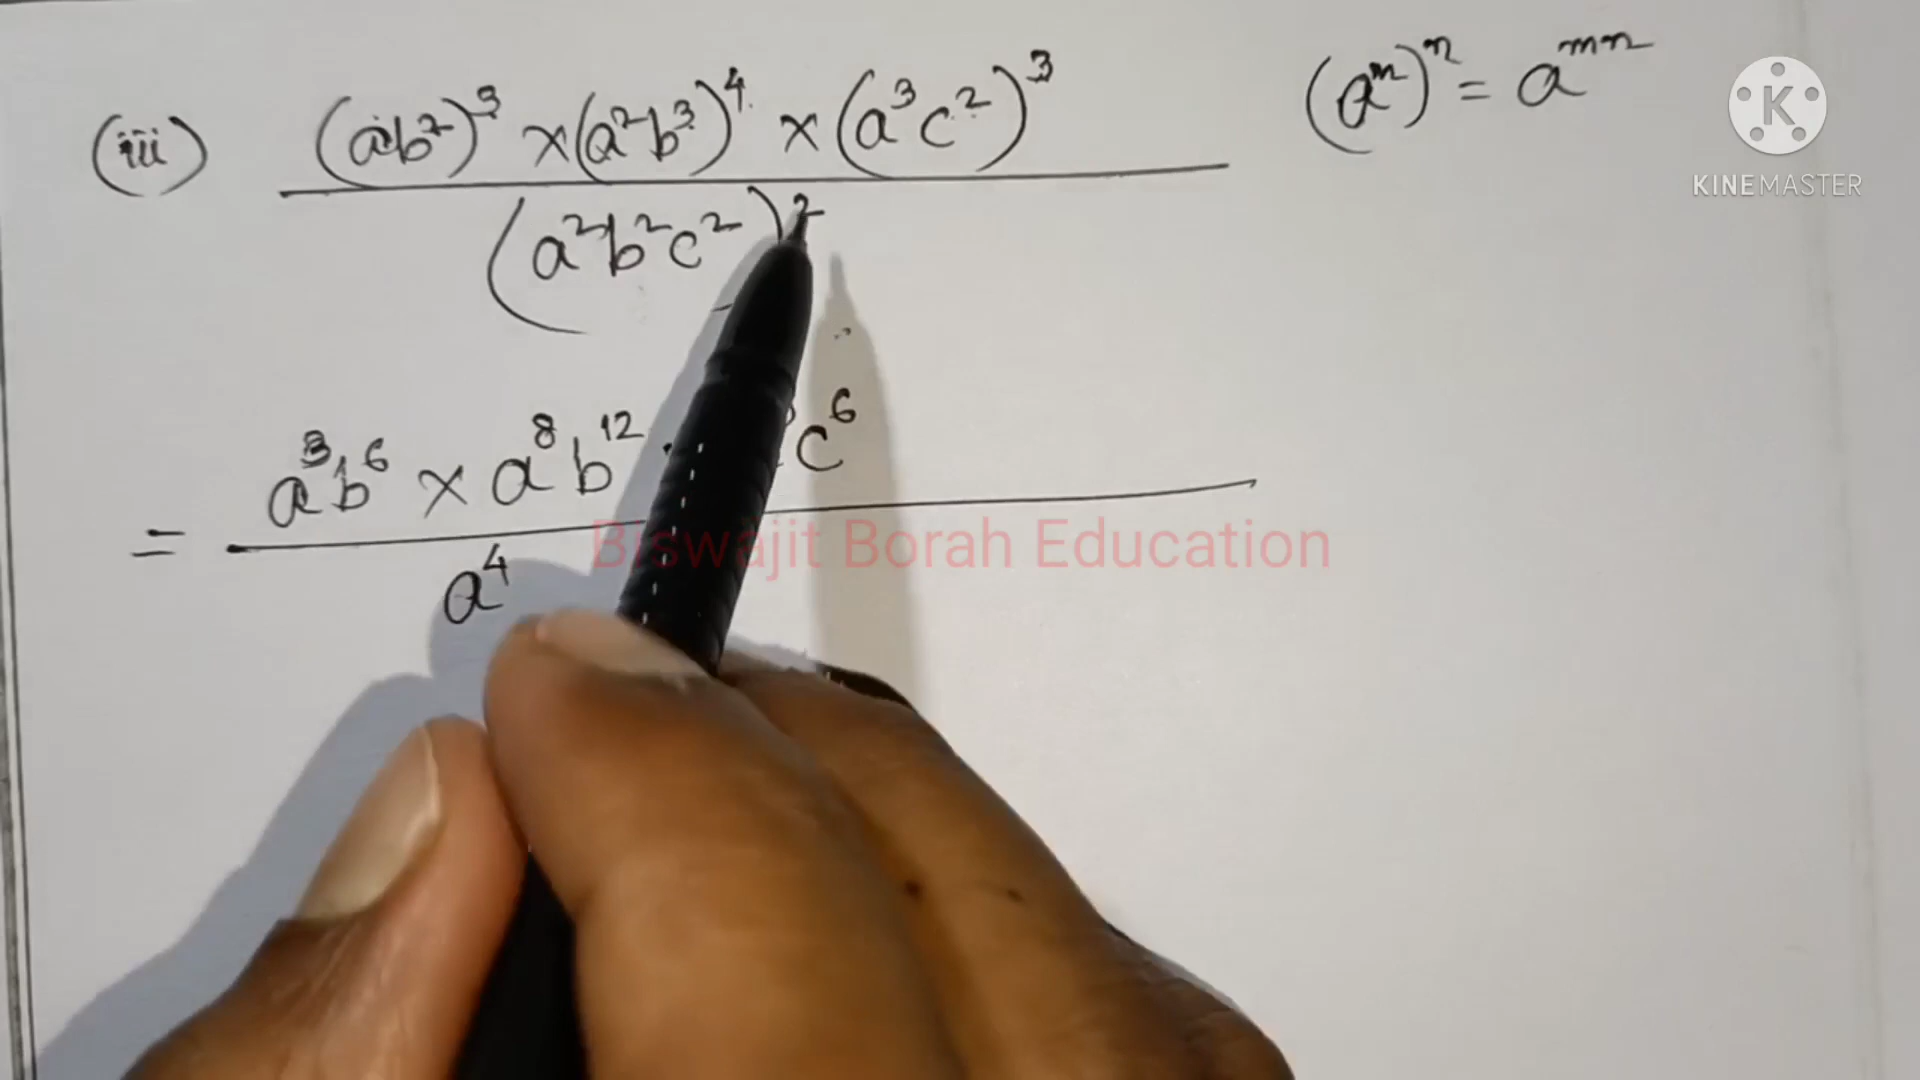 (iii) (ab²)³ × (a²b³)⁴ × (a³c²)³
(a²b²c²)²
(aᵐ)ⁿ = aᵐⁿ
KINEMASTER
a³b⁶ × a⁸b¹² c⁶
=
a⁴
Biswajit Borah Education